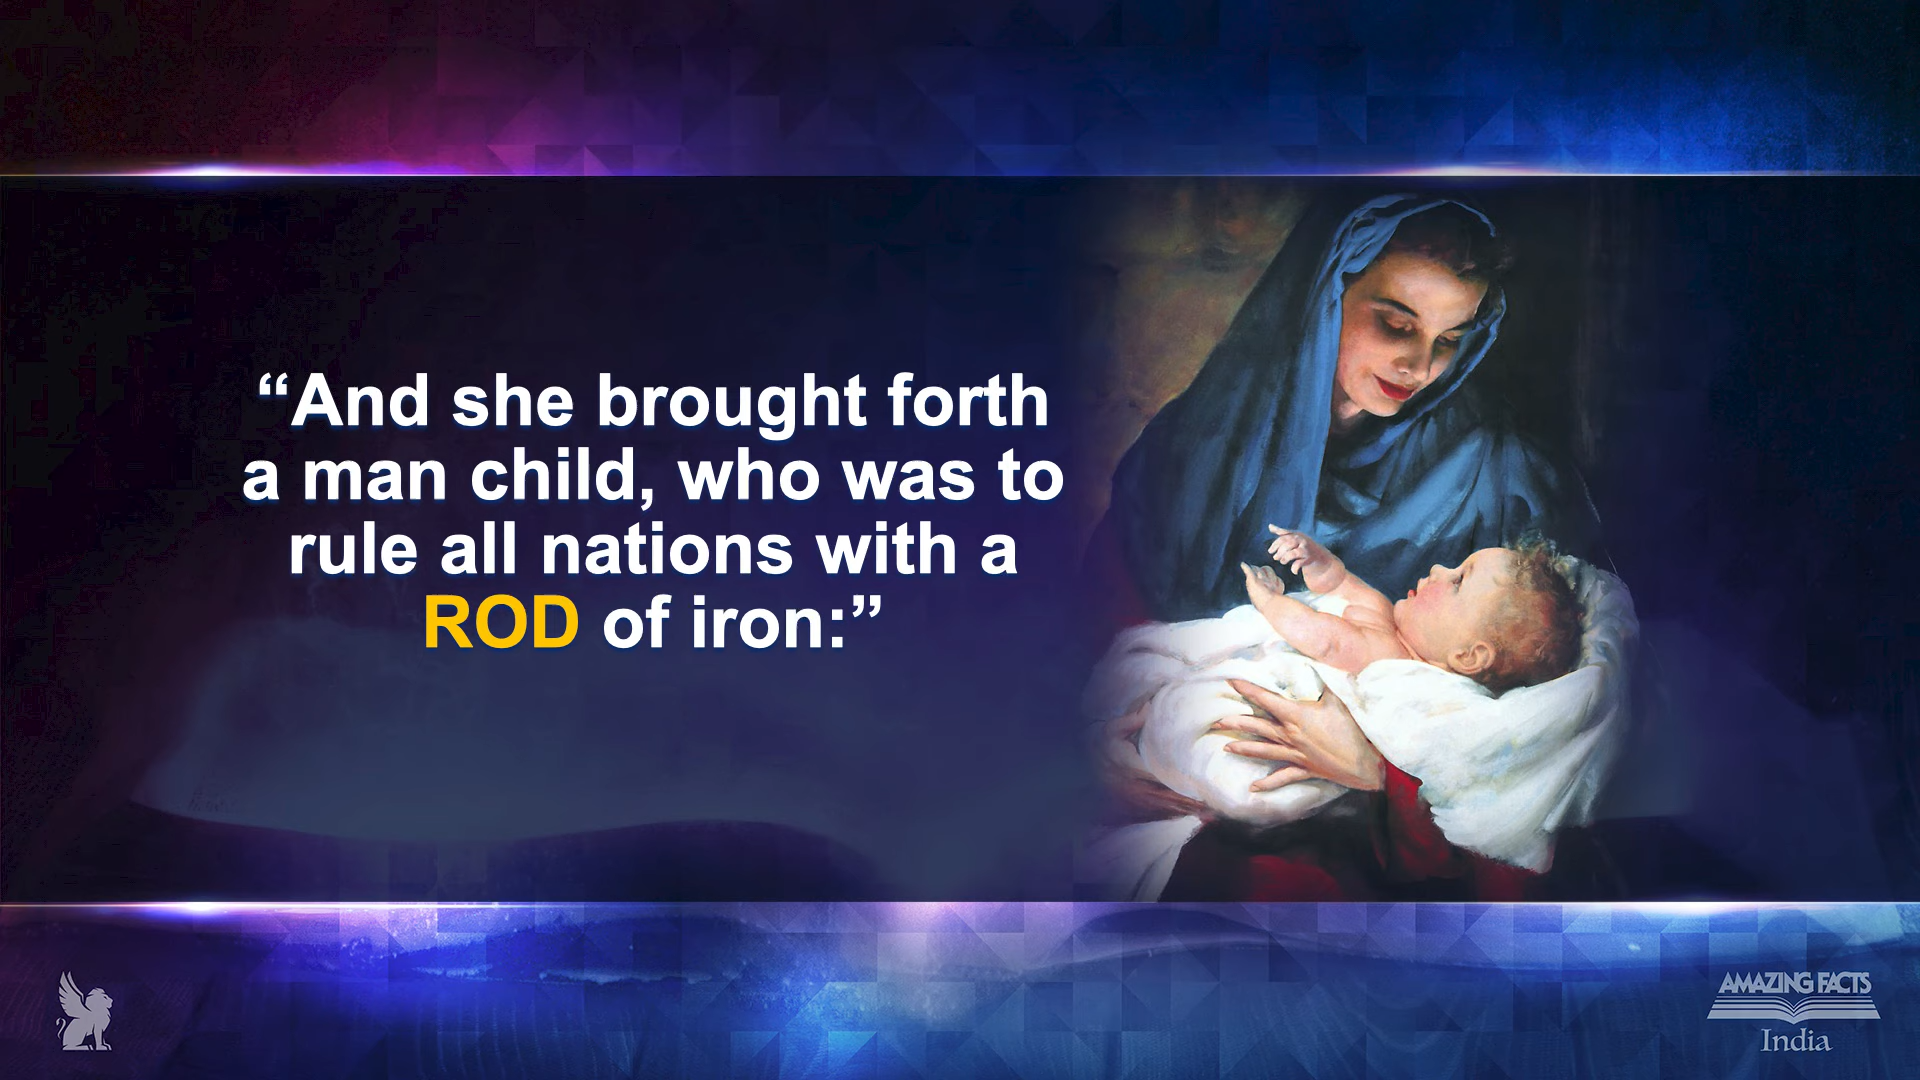 “And she brought forth
a man child, who was to
rule all nations with a
ROD of iron:”
AMAZING FACTS
India